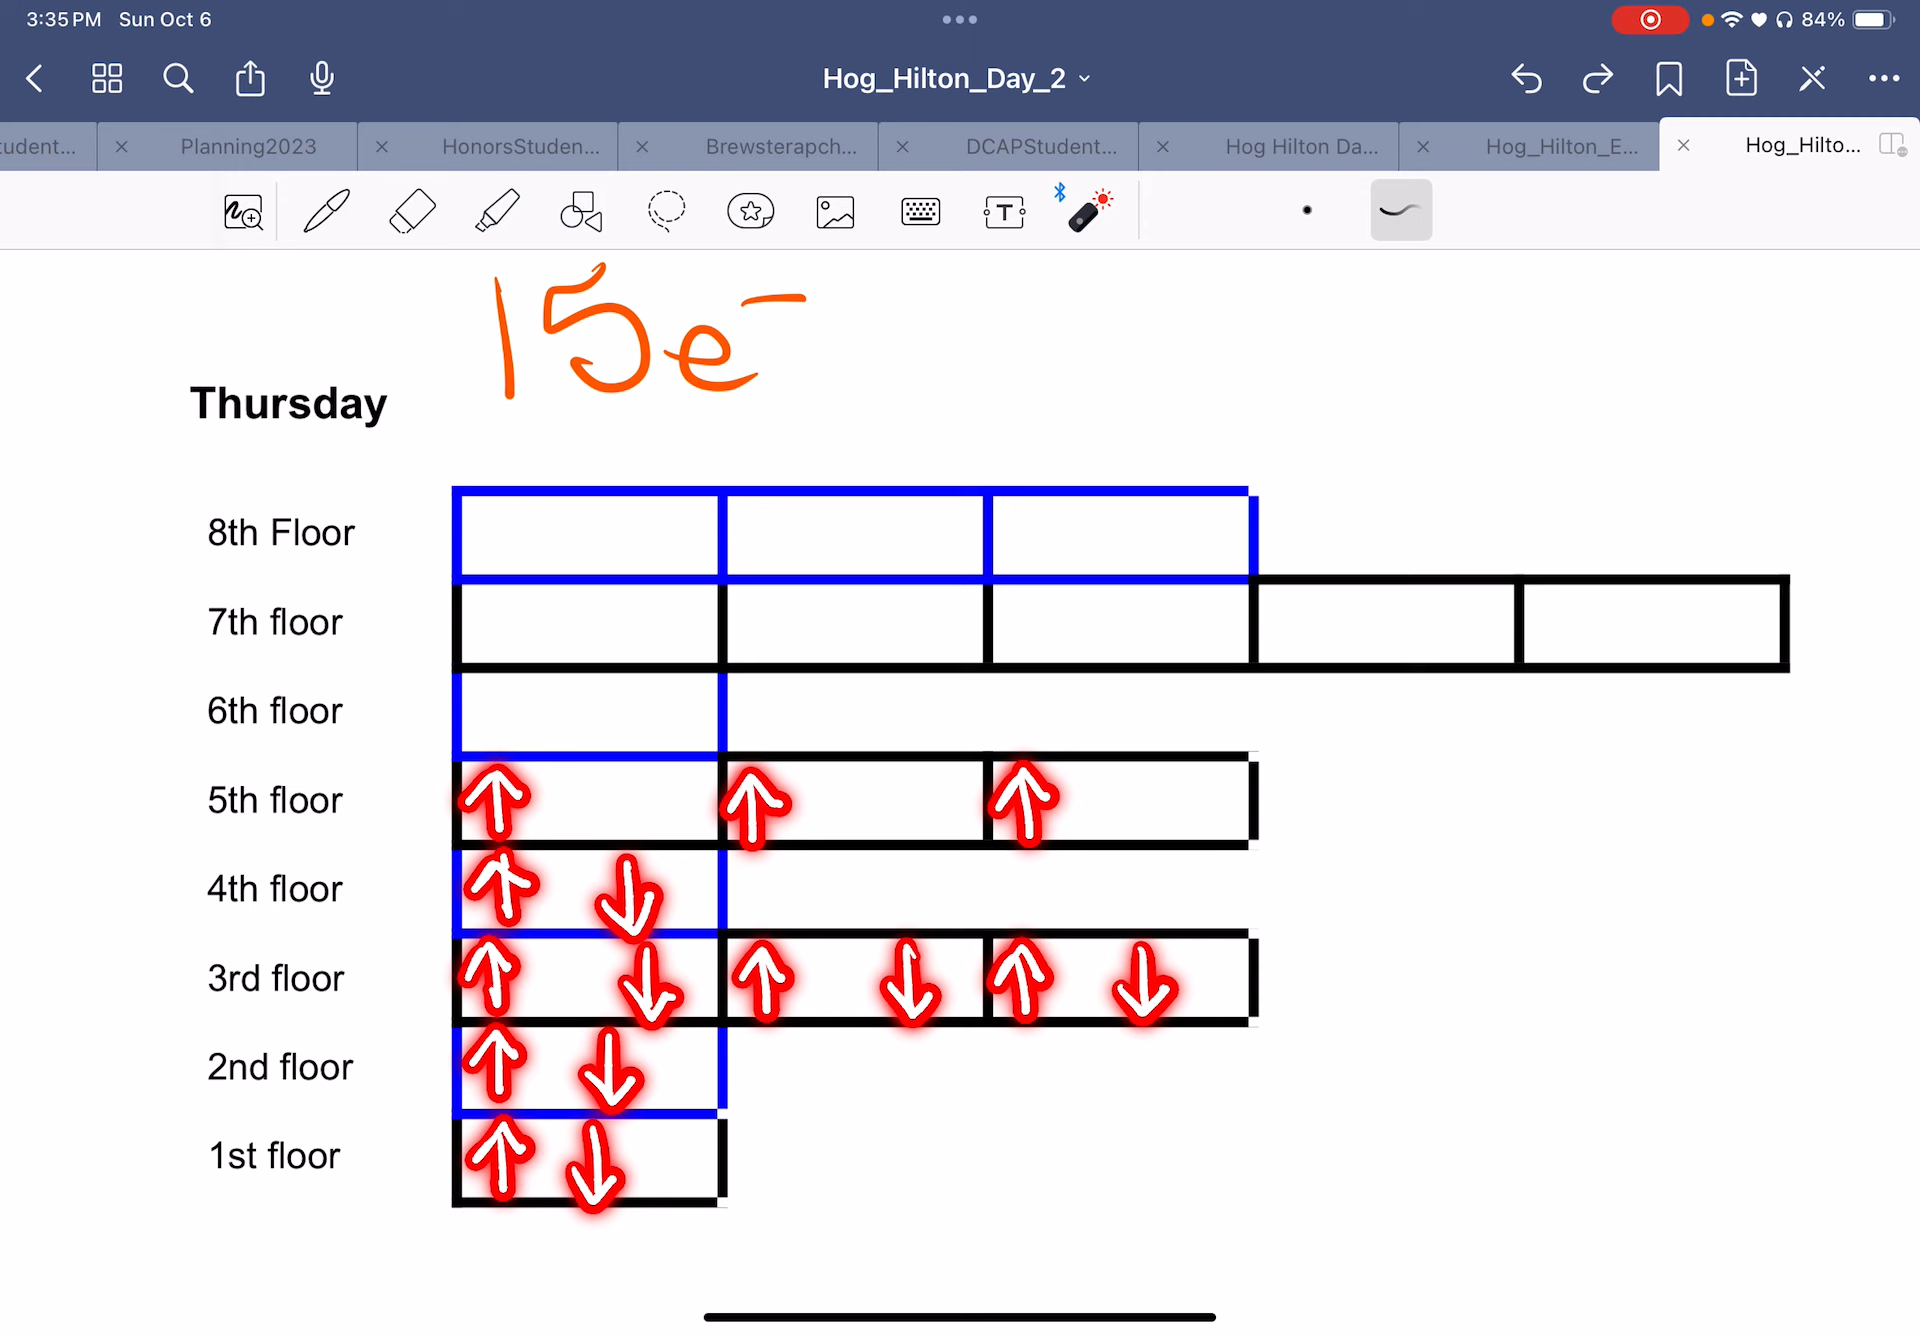 3:35 PM Sun Oct 6
84%
Hog_Hilton_Day_2
tudent...
Planning2023
HonorsStuden...
Brewsterapch...
DCAPStudent...
Hog Hilton Da...
Hog_Hilton_E...
Hog_Hilto...
T
15e⁻
Thursday
8th Floor
7th floor
6th floor
5th floor
4th floor
3rd floor
2nd floor
1st floor